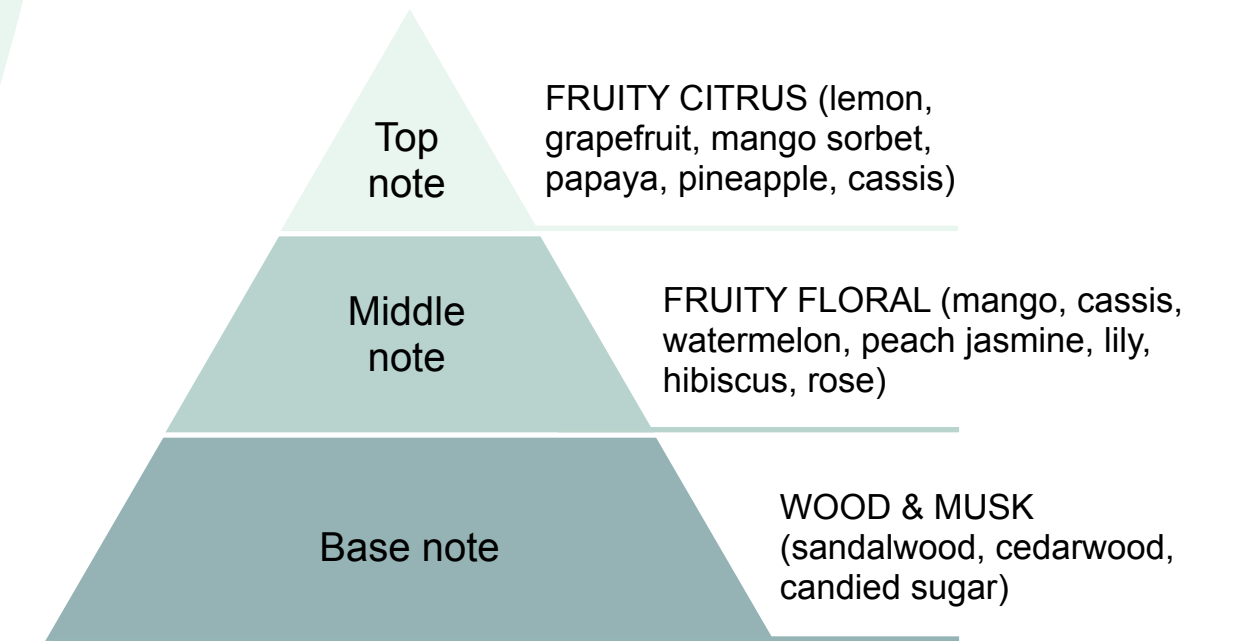 Top
note
FRUITY CITRUS (lemon,
grapefruit, mango sorbet,
papaya, pineapple, cassis)
Middle
note
FRUITY FLORAL (mango, cassis,
watermelon, peach jasmine, lily,
hibiscus, rose)
Base note
WOOD & MUSK
(sandalwood, cedarwood,
candied sugar)